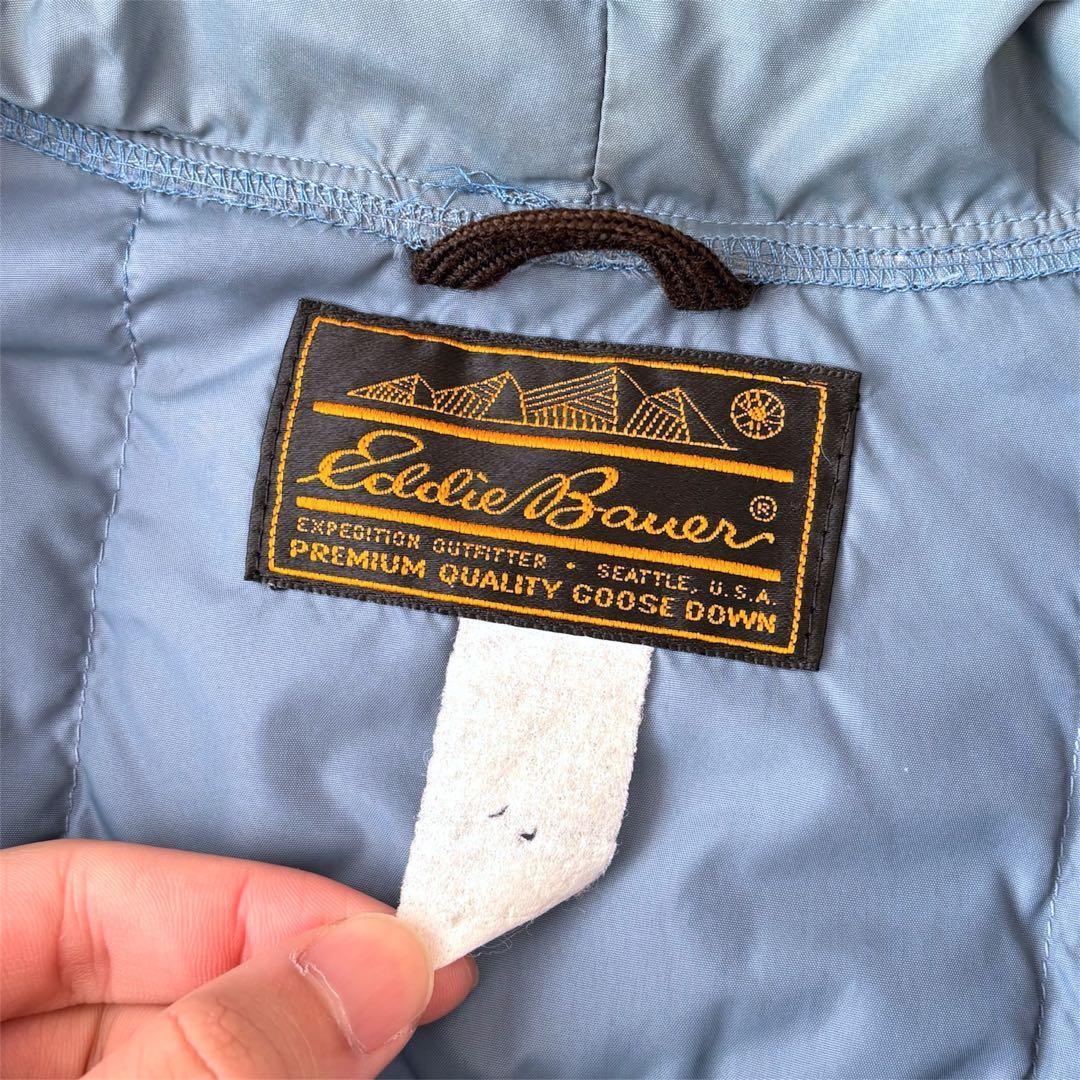 Eddie Bauer ®
EXPEDITION OUTFITTER • SEATTLE, U.S.A.
PREMIUM QUALITY GOOSE DOWN